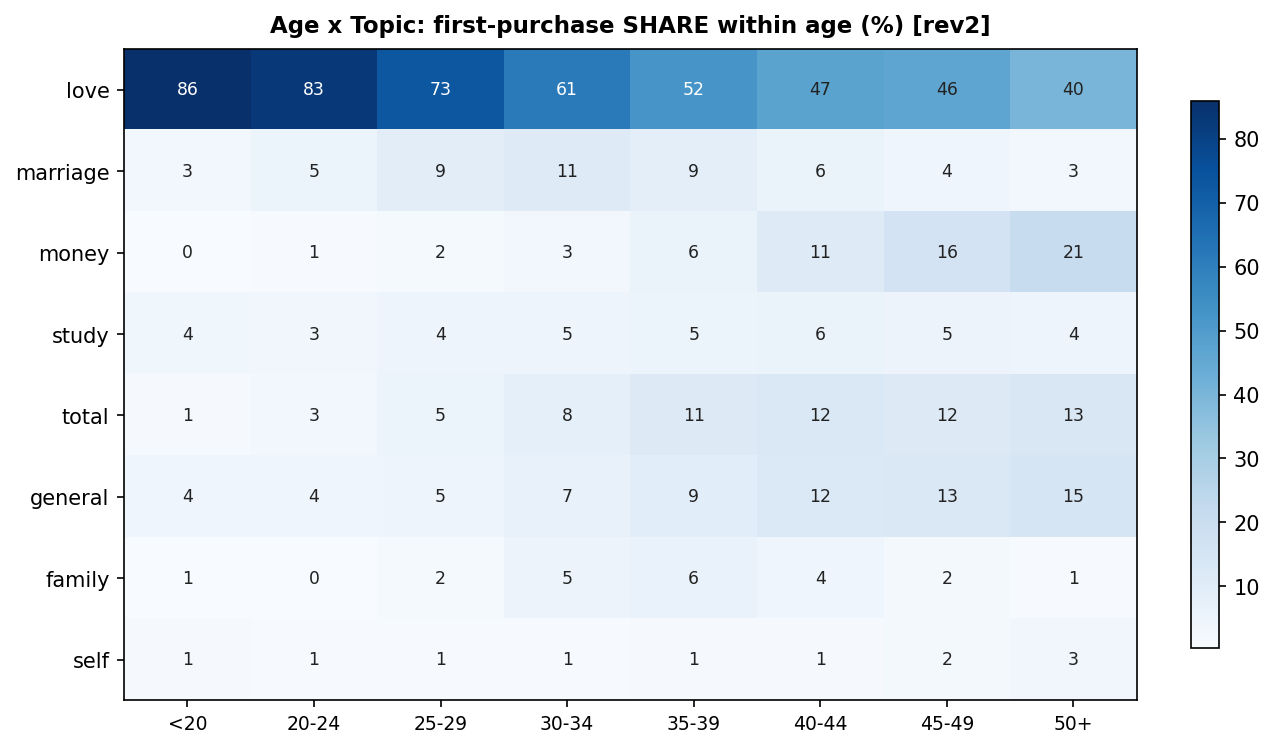 Age x Topic: first-purchase SHARE within age (%) [rev2]
love 86 83 73 61 52 47 46 40
marriage 3 5 9 11 9 6 4 3
money 0 1 2 3 6 11 16 21
study 4 3 4 5 5 6 5 4
total 1 3 5 8 11 12 12 13
general 4 4 5 7 9 12 13 15
family 1 0 2 5 6 4 2 1
self 1 1 1 1 1 1 2 3
<20 20-24 25-29 30-34 35-39 40-44 45-49 50+
80
70
60
50
40
30
20
10